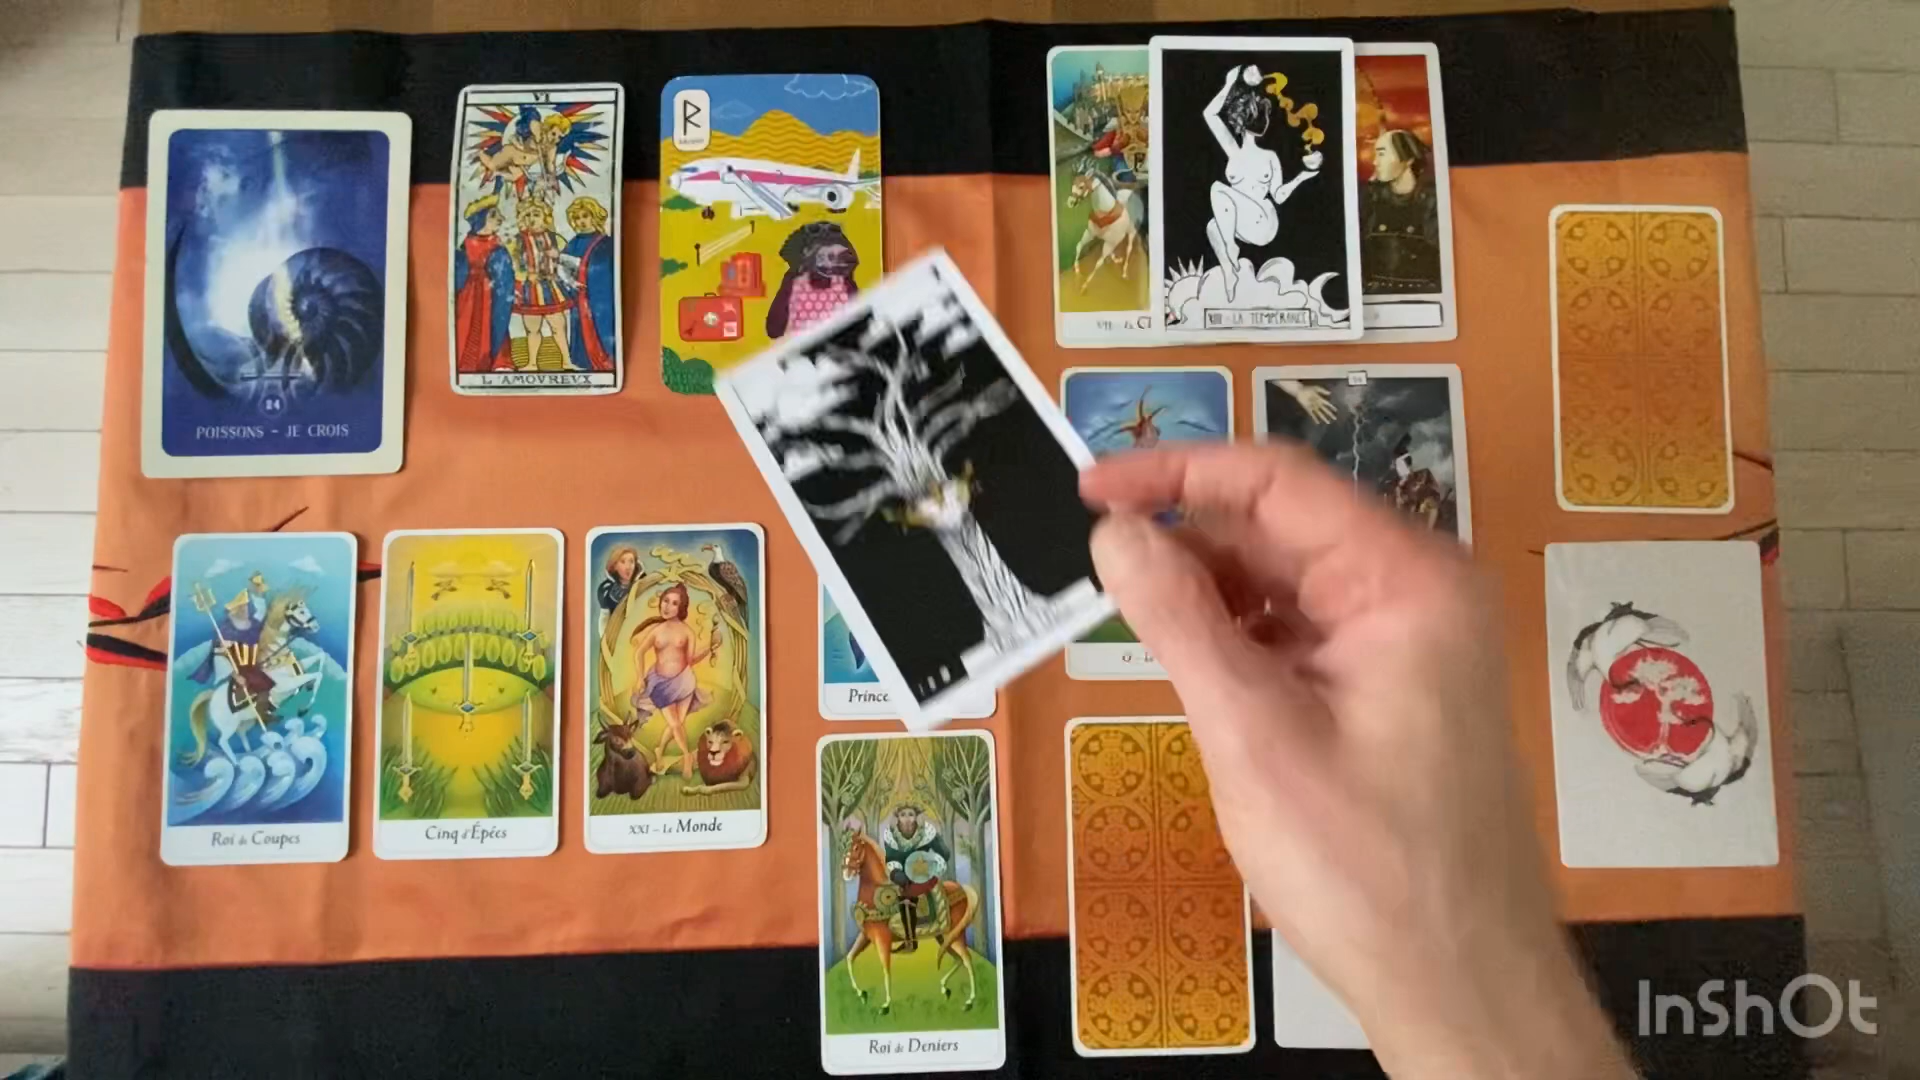 24
POISSONS - JE CROIS
VI
L'AMOVREVX
LA TEMPÉRANCE
Roi de Coupes
Cinq d'Épées
XXI - Le Monde
Prince
Roi de Deniers
InShOt